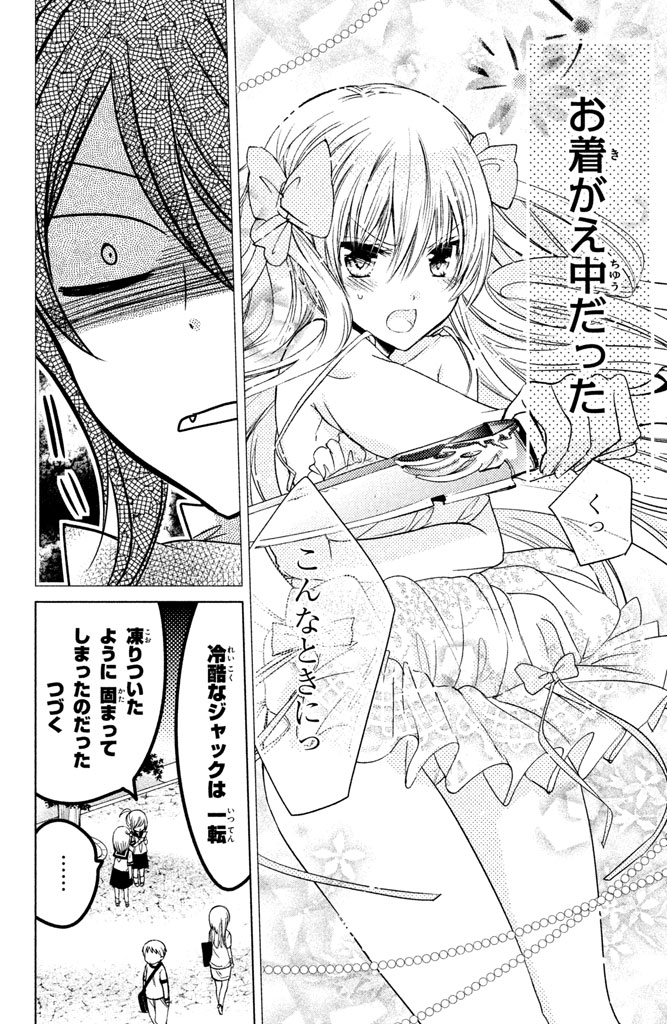 お着がえ中だった
くっ
こんなときにっ
冷酷なジャックは 一転
凍りついた
ように 固まって
しまったのだった
つづく
……